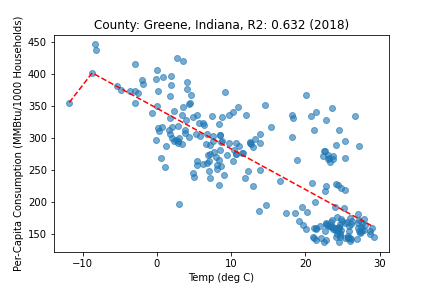 County: Greene, Indiana, R2: 0.632 (2018)
Per-Capita Consumption (MMBtu/1000 Households)
450
400
350
300
250
200
150
−10 0 10 20 30
Temp (deg C)